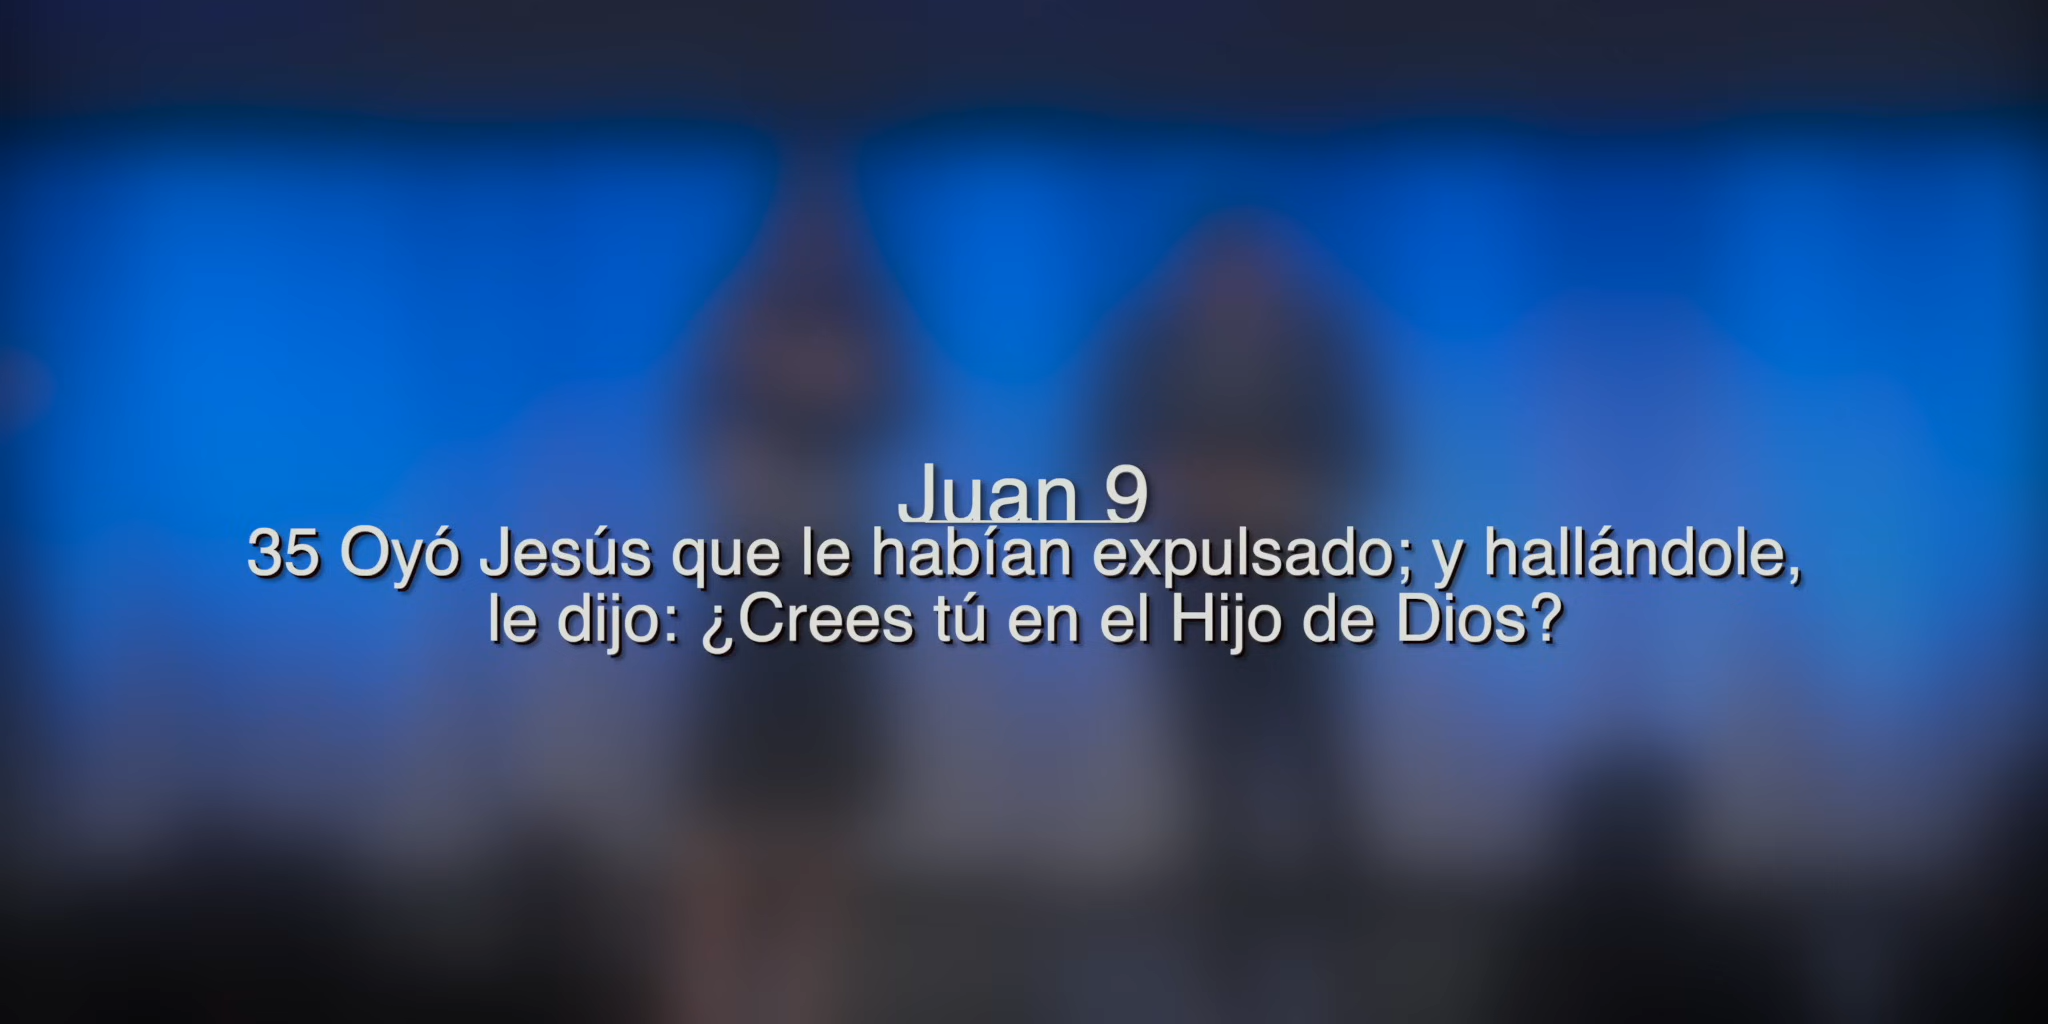 Juan 9
35 Oyó Jesús que le habían expulsado; y hallándole,
le dijo: ¿Crees tú en el Hijo de Dios?